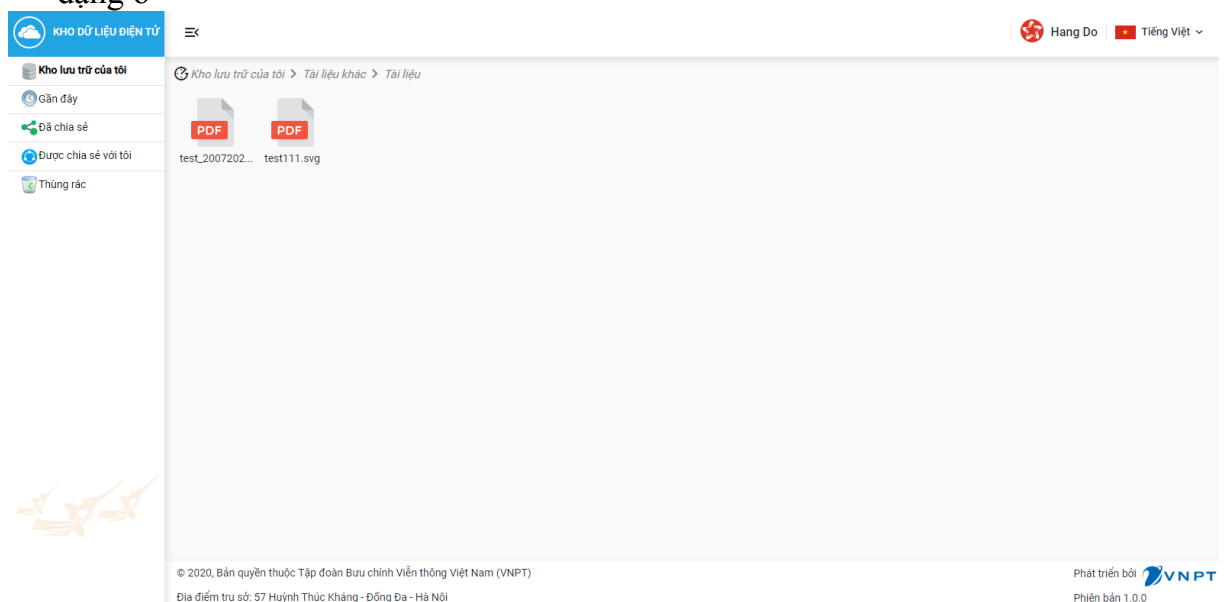 dạng ô
KHO DỮ LIỆU ĐIỆN TỬ
Hang Do
Tiếng Việt
Kho lưu trữ của tôi
Gần đây
Đã chia sẻ
Được chia sẻ với tôi
Thùng rác
Kho lưu trữ của tôi > Tài liệu khác > Tài liệu
PDF PDF
test_2007202... test111.svg
© 2020, Bản quyền thuộc Tập đoàn Bưu chính Viễn thông Việt Nam (VNPT)
Địa điểm trụ sở: 57 Huỳnh Thúc Kháng - Đống Đa - Hà Nội
Phát triển bởi VNPT
Phiên bản 1.0.0